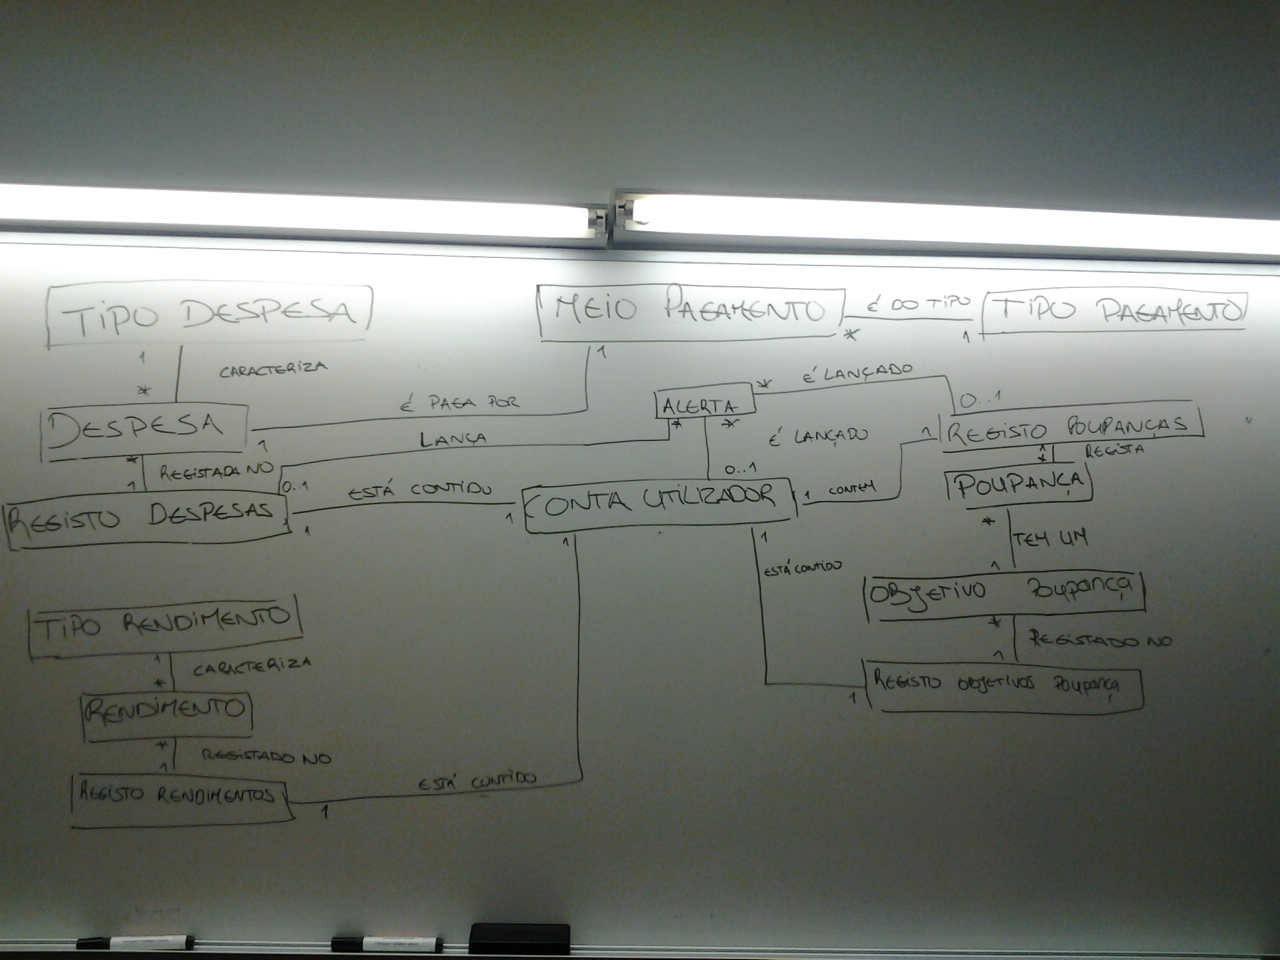 TIPO DESPESA
MEIO PAGAMENTO
É DO TIPO
TIPO PAGAMENTO
*
1
1
1
CARACTERIZA
*
É LANÇADO
*
ALERTA
0..1
É PAGA POR
DESPESA
1
LANÇA
*
*
É LANÇADO
1
REGISTO POUPANÇAS
*
REGISTA
*
REGISTADA NO
1
0..1
0..1
POUPANÇA
REGISTO DESPESAS
ESTÁ CONTIDO
CONTA UTILIZADOR
1
CONTEM
1
1
*
TEM UM
1
1
1
ESTÁ CONTIDO
OBJETIVO POUPANÇA
TIPO RENDIMENTO
*
REGISTADO NO
1
CARACTERIZA
1
*
REGISTO OBJETIVOS POUPANÇA
1
RENDIMENTO
*
REGISTADO NO
1
ESTÁ CONTIDO
REGISTO RENDIMENTOS
1